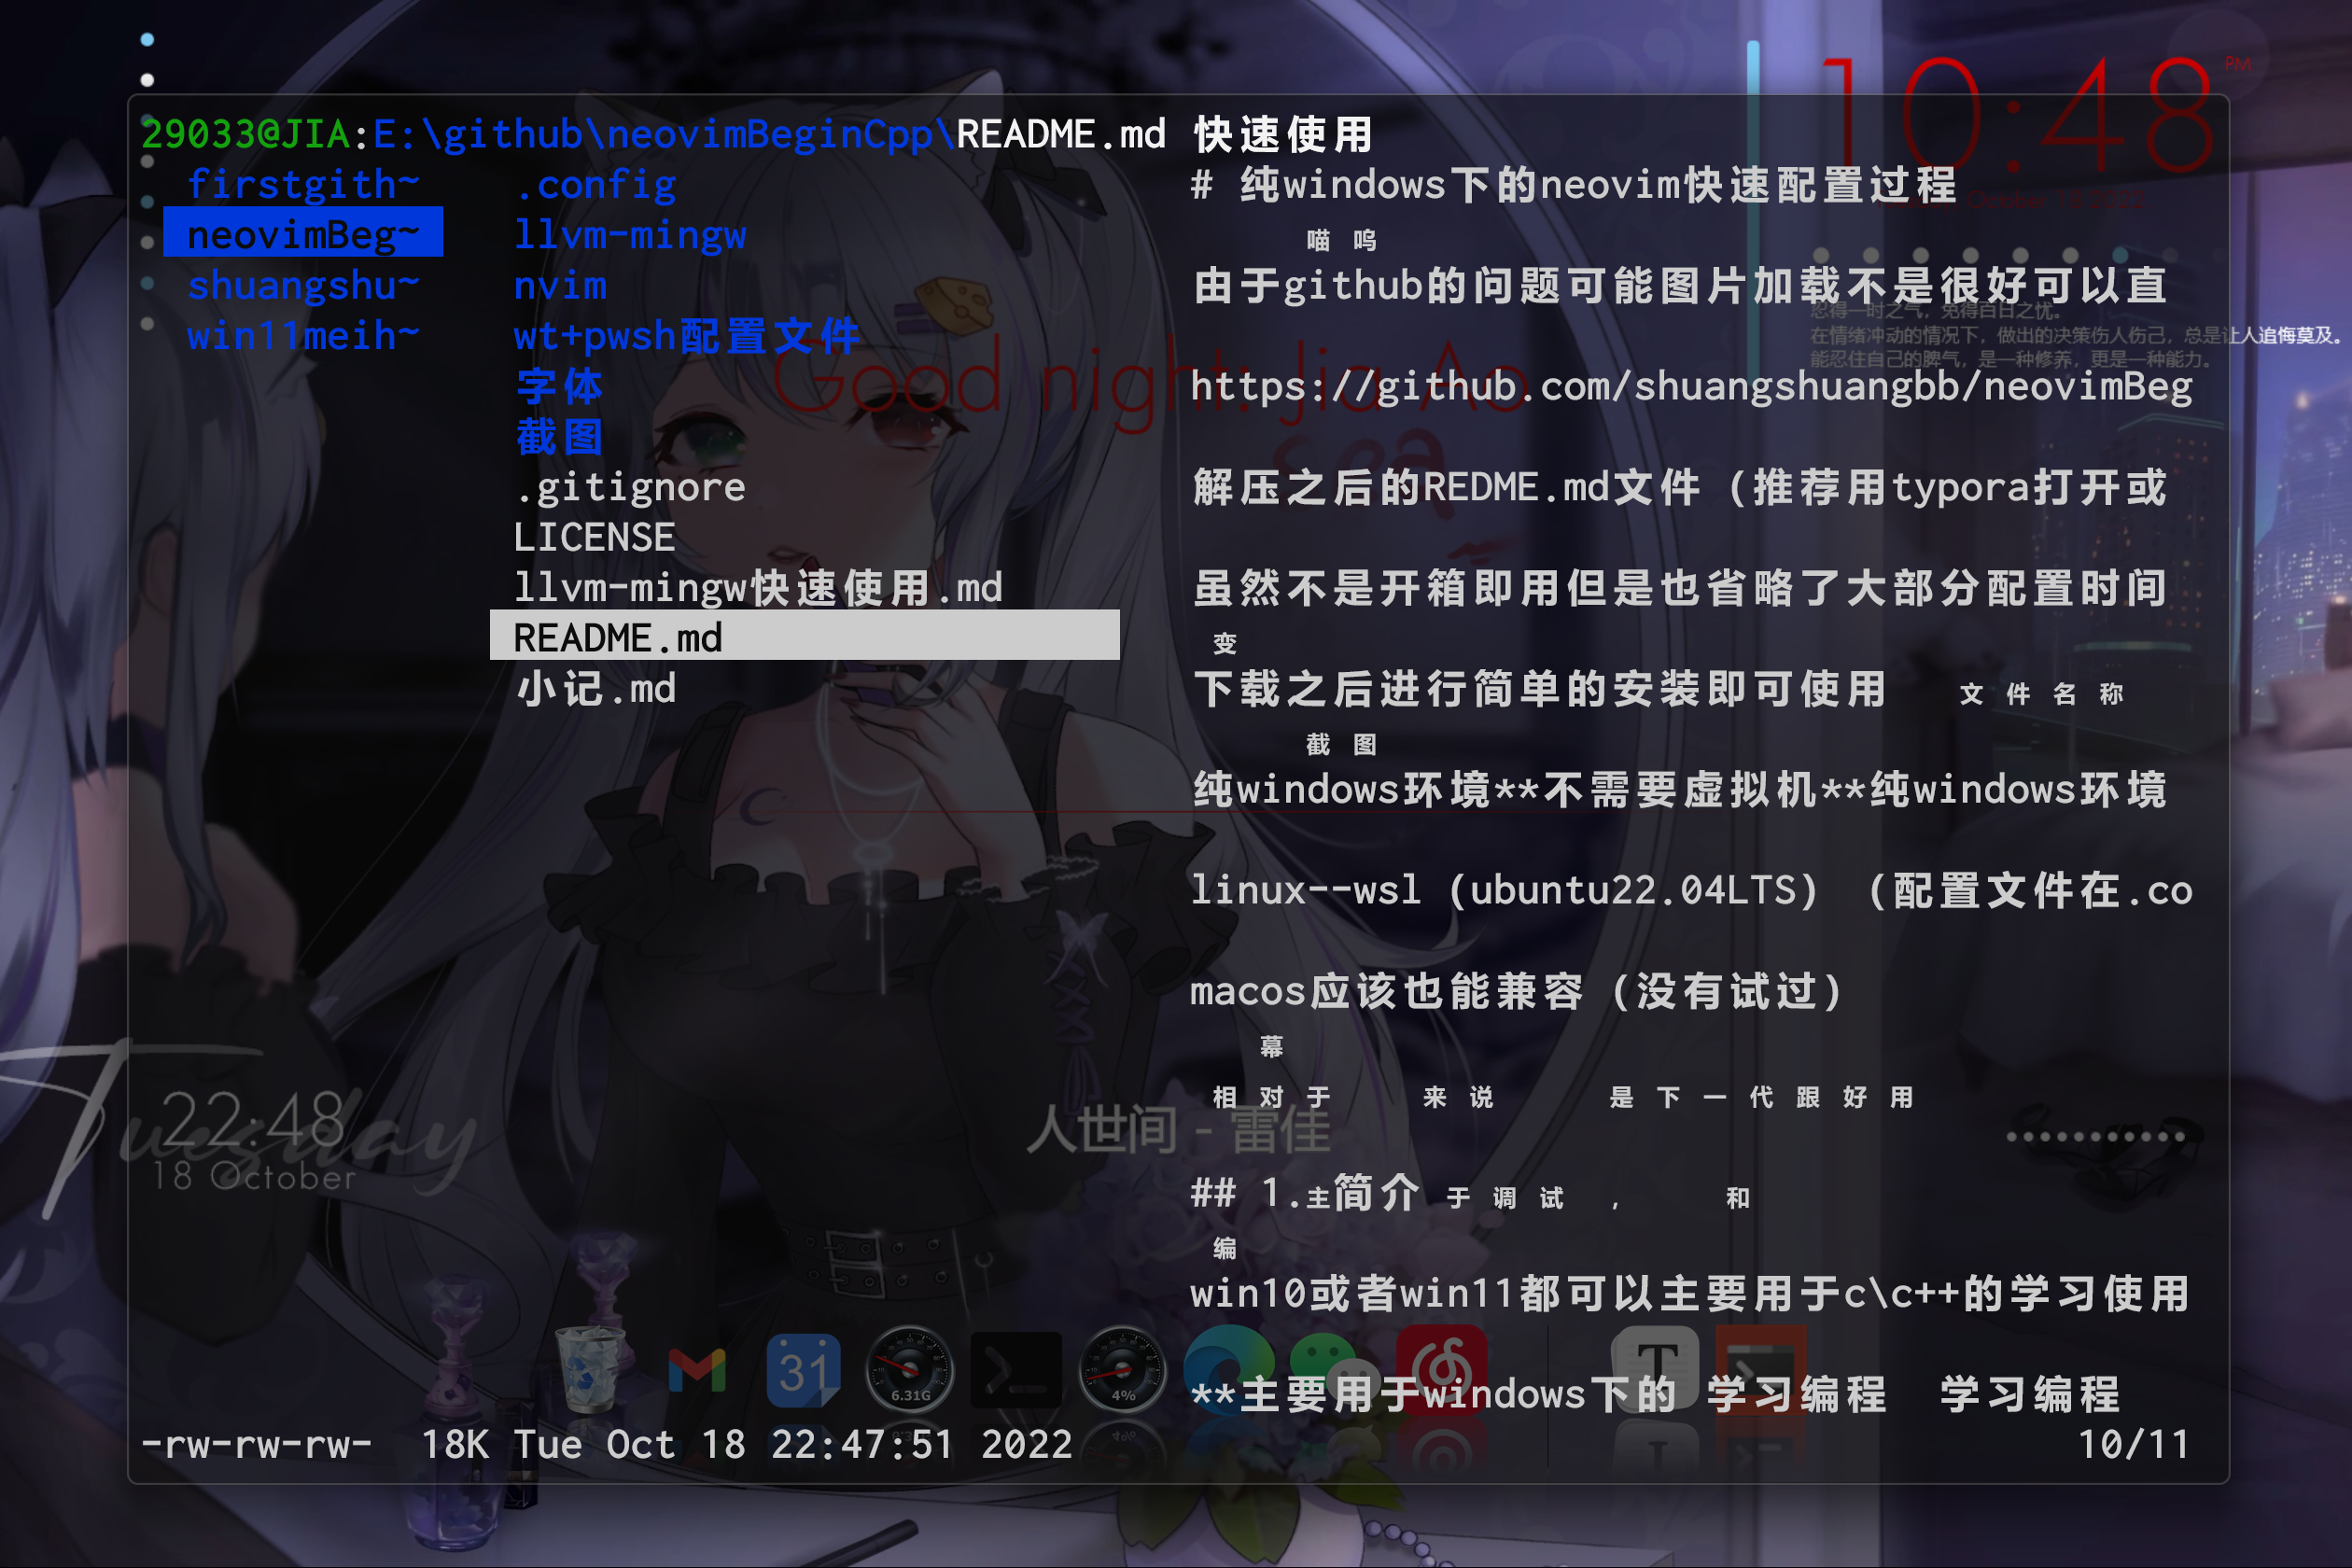 10:48 PM
October 18 2022
29033@JIA:E:\github\neovimBeginCpp\README.md 快速使用
firstgith~
neovimBeg~
shuangshu~
win11meih~
.config
llvm-mingw
nvim
wt+pwsh配置文件
字体
截图
.gitignore
LICENSE
llvm-mingw快速使用.md
README.md
小记.md
# 纯windows下的neovim快速配置过程
喵 呜
由于github的问题可能图片加载不是很好可以直
https://github.com/shuangshuangbb/neovimBeg
解压之后的REDME.md文件（推荐用typora打开或
虽然不是开箱即用但是也省略了大部分配置时间
变
下载之后进行简单的安装即可使用 文 件 名 称
截 图
纯windows环境**不需要虚拟机**纯windows环境
linux--wsl（ubuntu22.04LTS）（配置文件在.co
macos应该也能兼容（没有试过）
幕
相 对 于 来 说 是 下 一 代 跟 好 用
## 1.主简介 于 调 试 , 和
编
win10或者win11都可以主要用于c\c++的学习使用
**主要用于windows下的 学习编程 学习编程
忍得一时之气，免得百日之忧。
在情绪冲动的情况下，做出的决策伤人伤己，总是让人追悔莫及。
能忍住自己的脾气，是一种修养，更是一种能力。
Good night: Jia Ao
sea
Tuesday
22:48
18 October
人世间 - 雷佳
31
6.31G
4%
T
-rw-rw-rw- 18K Tue Oct 18 22:47:51 2022
10/11